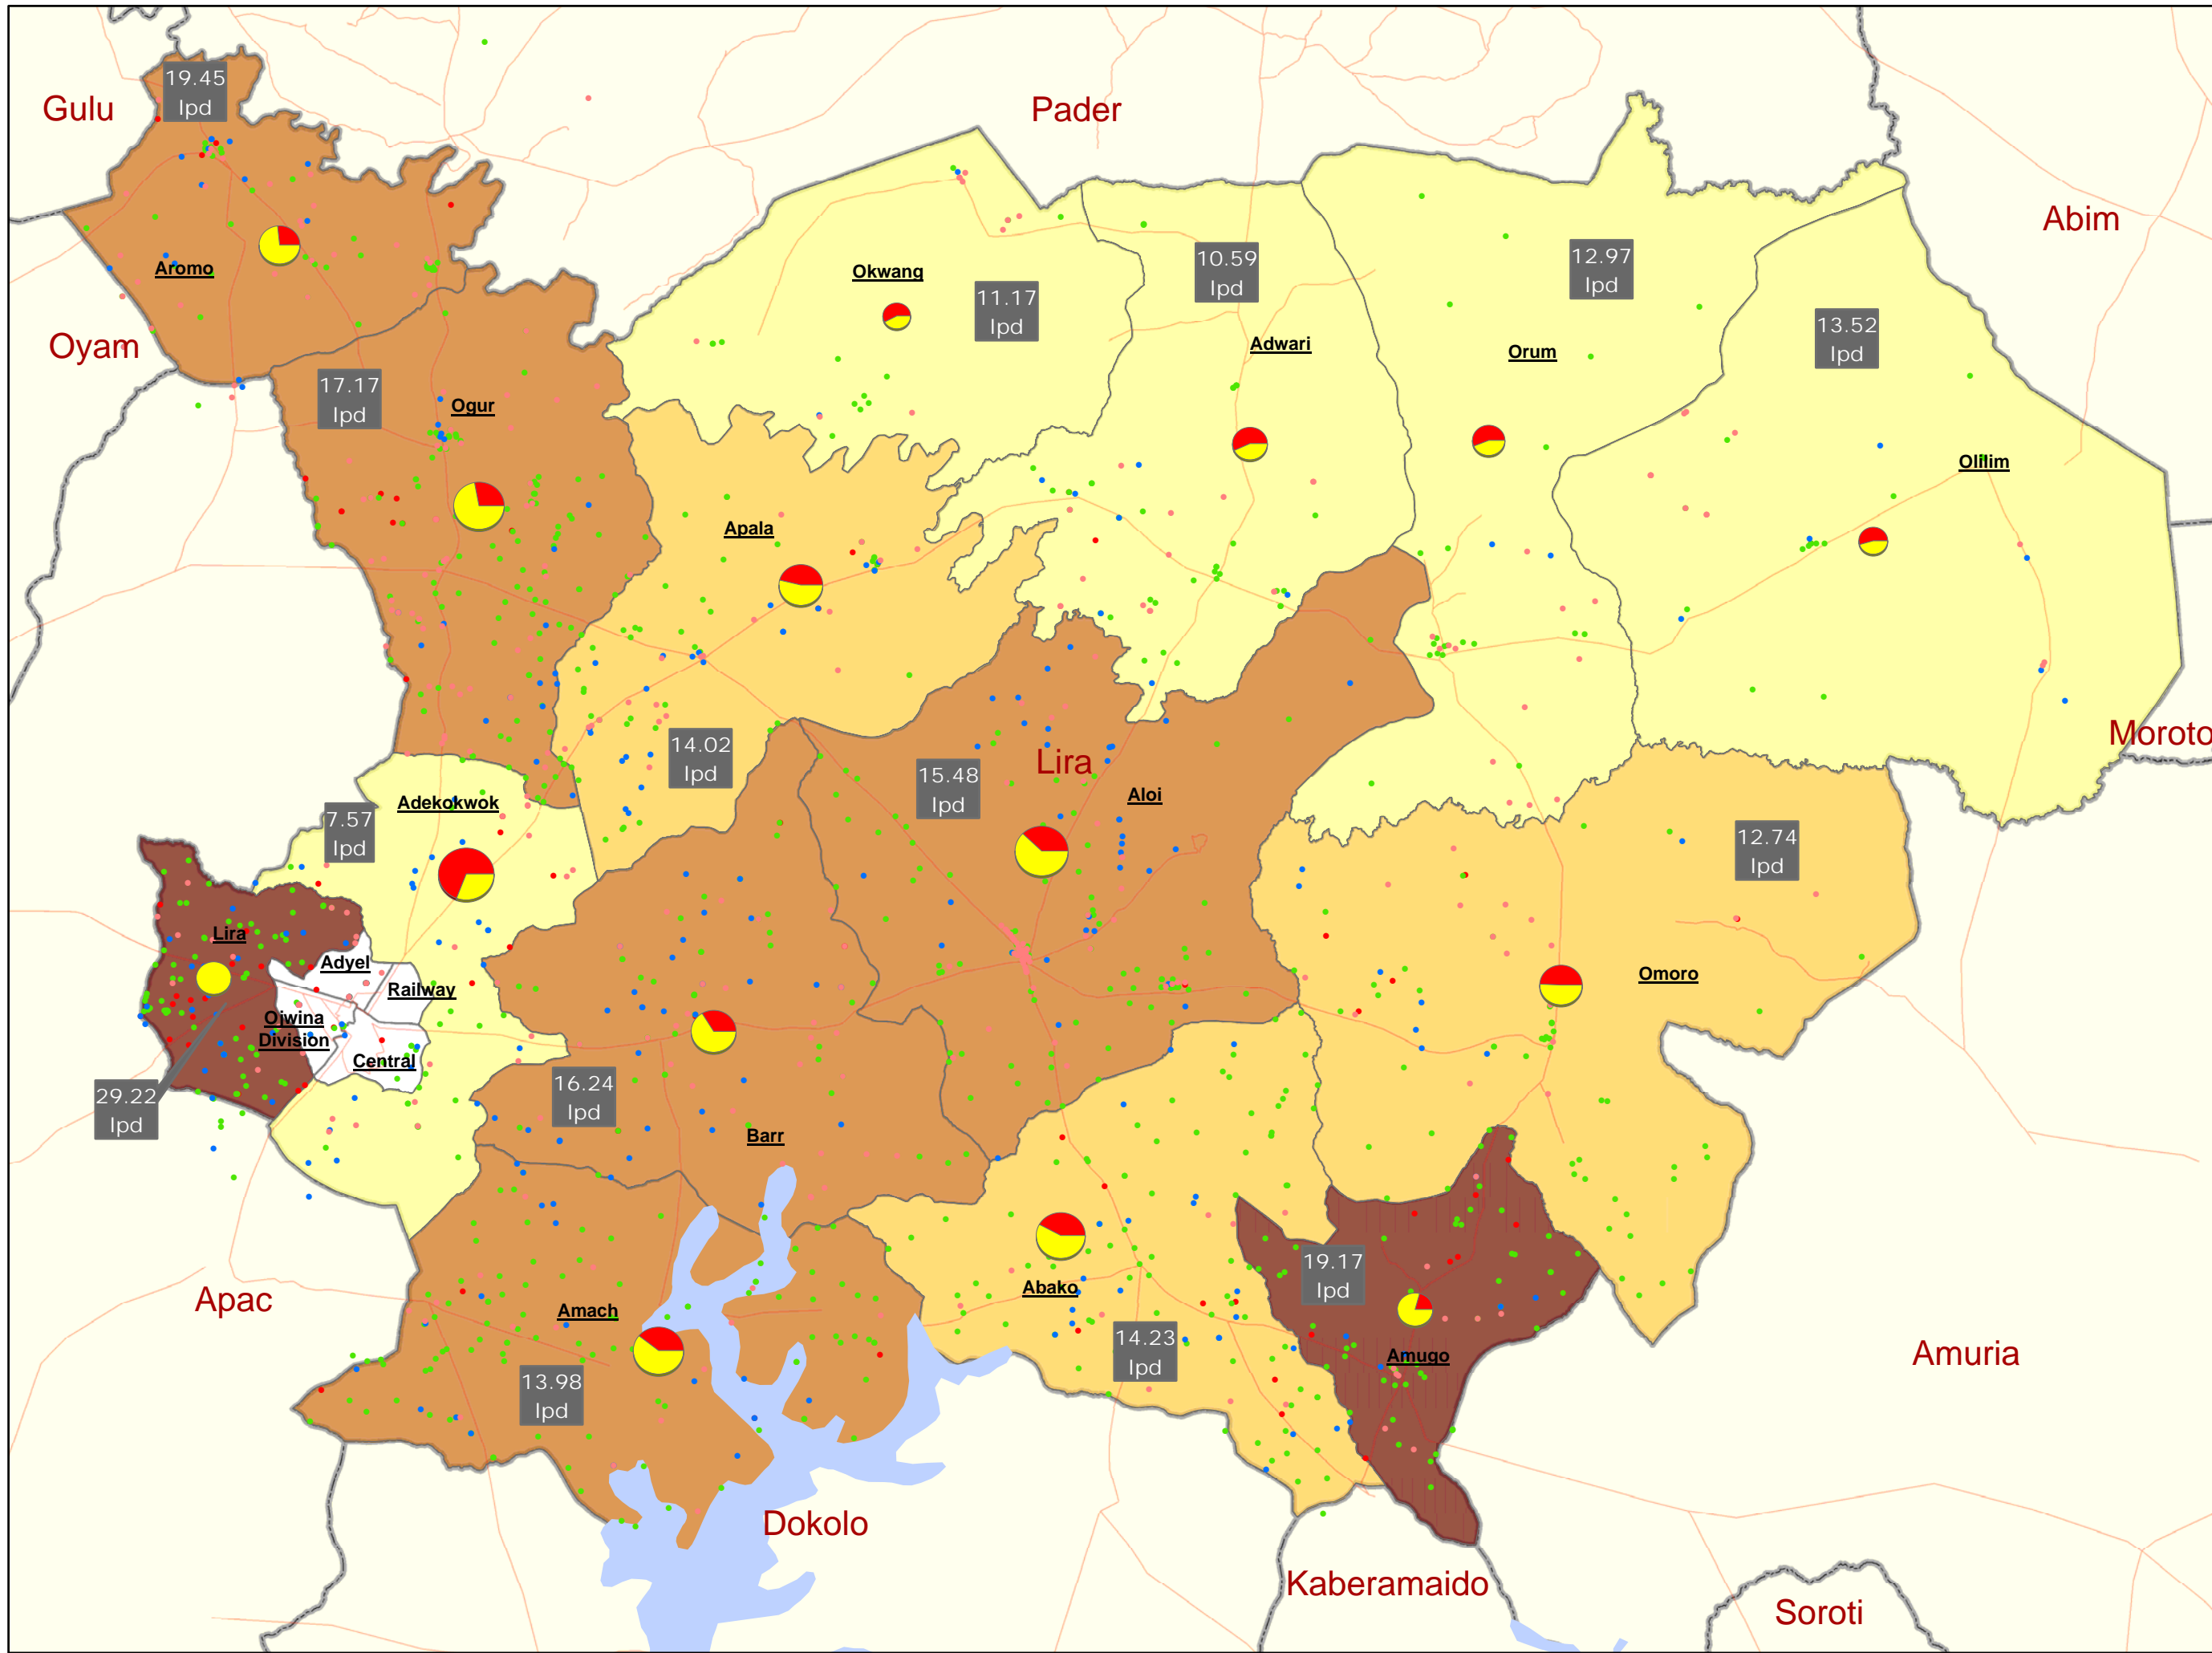 19.45
lpd
Gulu
Pader
Abim
Aromo
Okwang
10.59
lpd
12.97
lpd
11.17
lpd
13.52
lpd
Oyam
Adwari
Orum
17.17
lpd
Ogur
Olilim
Apala
14.02
lpd
Moroto
15.48
lpd
Lira
Aloi
Adekokwok
7.57
lpd
12.74
lpd
Lira
Adyel
Railway
Omoro
Ojwina
Division
Central
29.22
lpd
16.24
lpd
Barr
19.17
lpd
Abako
Apac
Amach
14.23
lpd
Amugo
Amuria
13.98
lpd
Dokolo
Kaberamaido
Soroti